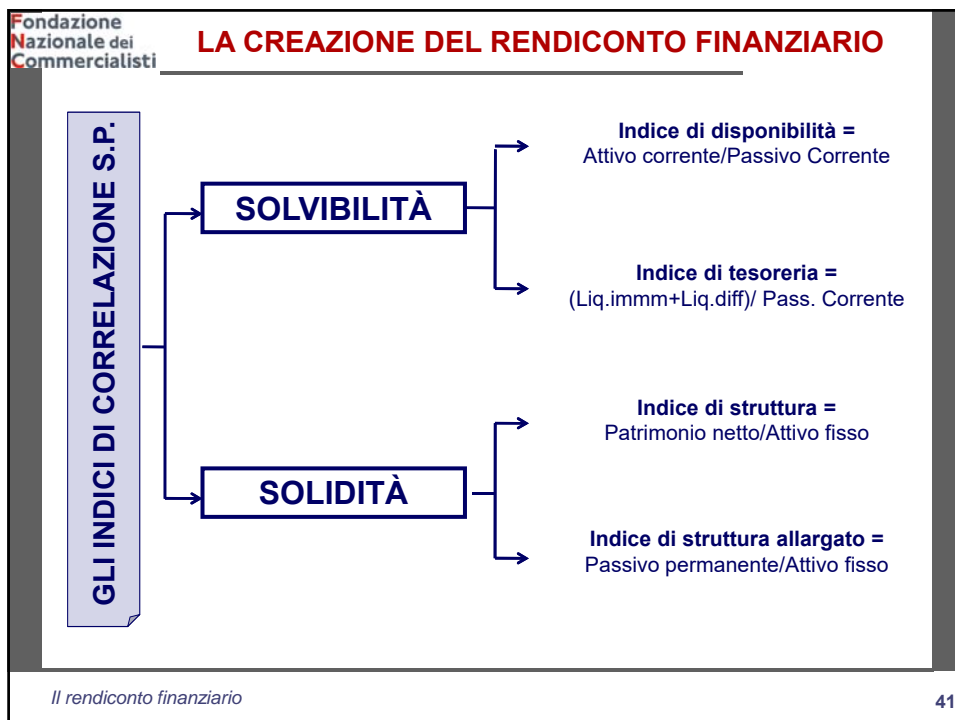 Fondazione
Nazionale dei
Commercialisti
LA CREAZIONE DEL RENDICONTO FINANZIARIO
GLI INDICI DI CORRELAZIONE S.P.
SOLVIBILITÀ
Indice di disponibilità =
Attivo corrente/Passivo Corrente
Indice di tesoreria =
(Liq.immm+Liq.diff)/ Pass. Corrente
SOLIDITÀ
Indice di struttura =
Patrimonio netto/Attivo fisso
Indice di struttura allargato =
Passivo permanente/Attivo fisso
Il rendiconto finanziario
41